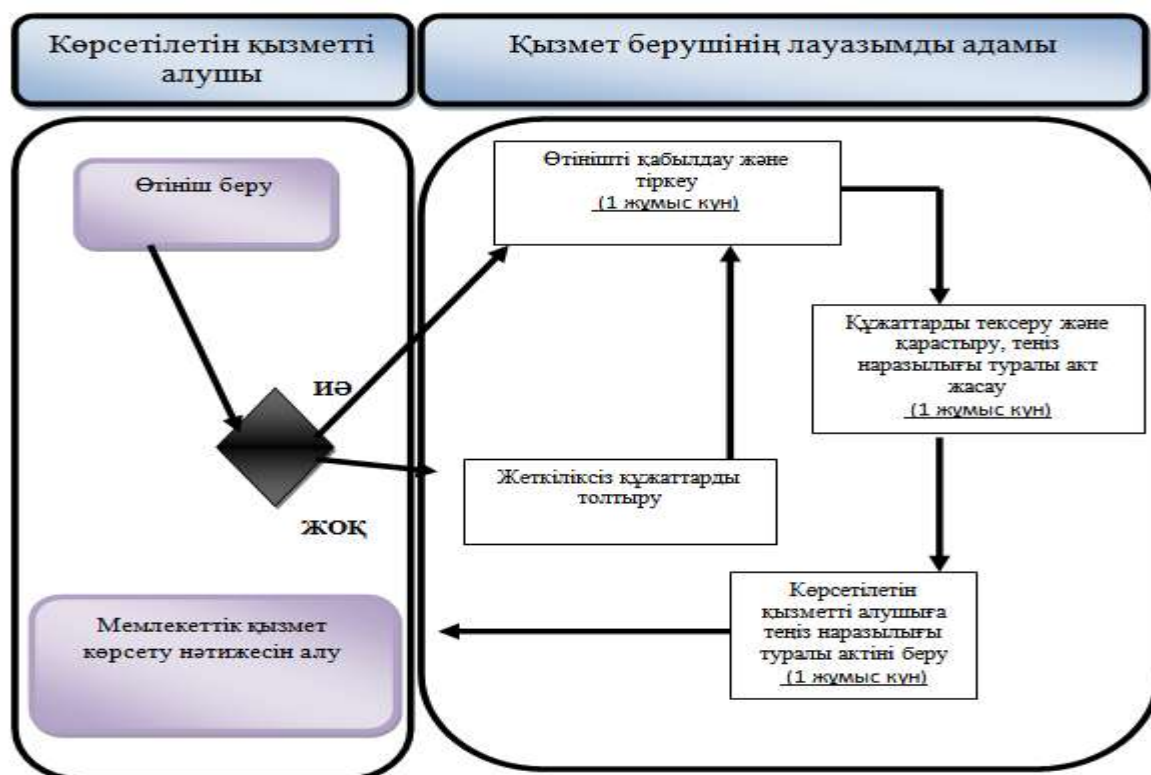 Көрсетілетін қызметті
алушы
Қызмет берушінің лауазымды адамы
Өтініш беру
Өтінішті қабылдау және
тіркеу
(1 жұмыс күн)
Құжаттарды тексеру және
қарастыру, теңіз
наразылығы туралы акт
жасау
(1 жұмыс күн)
ИӘ
Жеткіліксіз құжаттарды
толтыру
ЖОҚ
Көрсетілетін
қызметті алушыға
теңіз наразылығы
туралы актіні беру
(1 жұмыс күн)
Мемлекеттік қызмет
көрсету нәтижесін алу